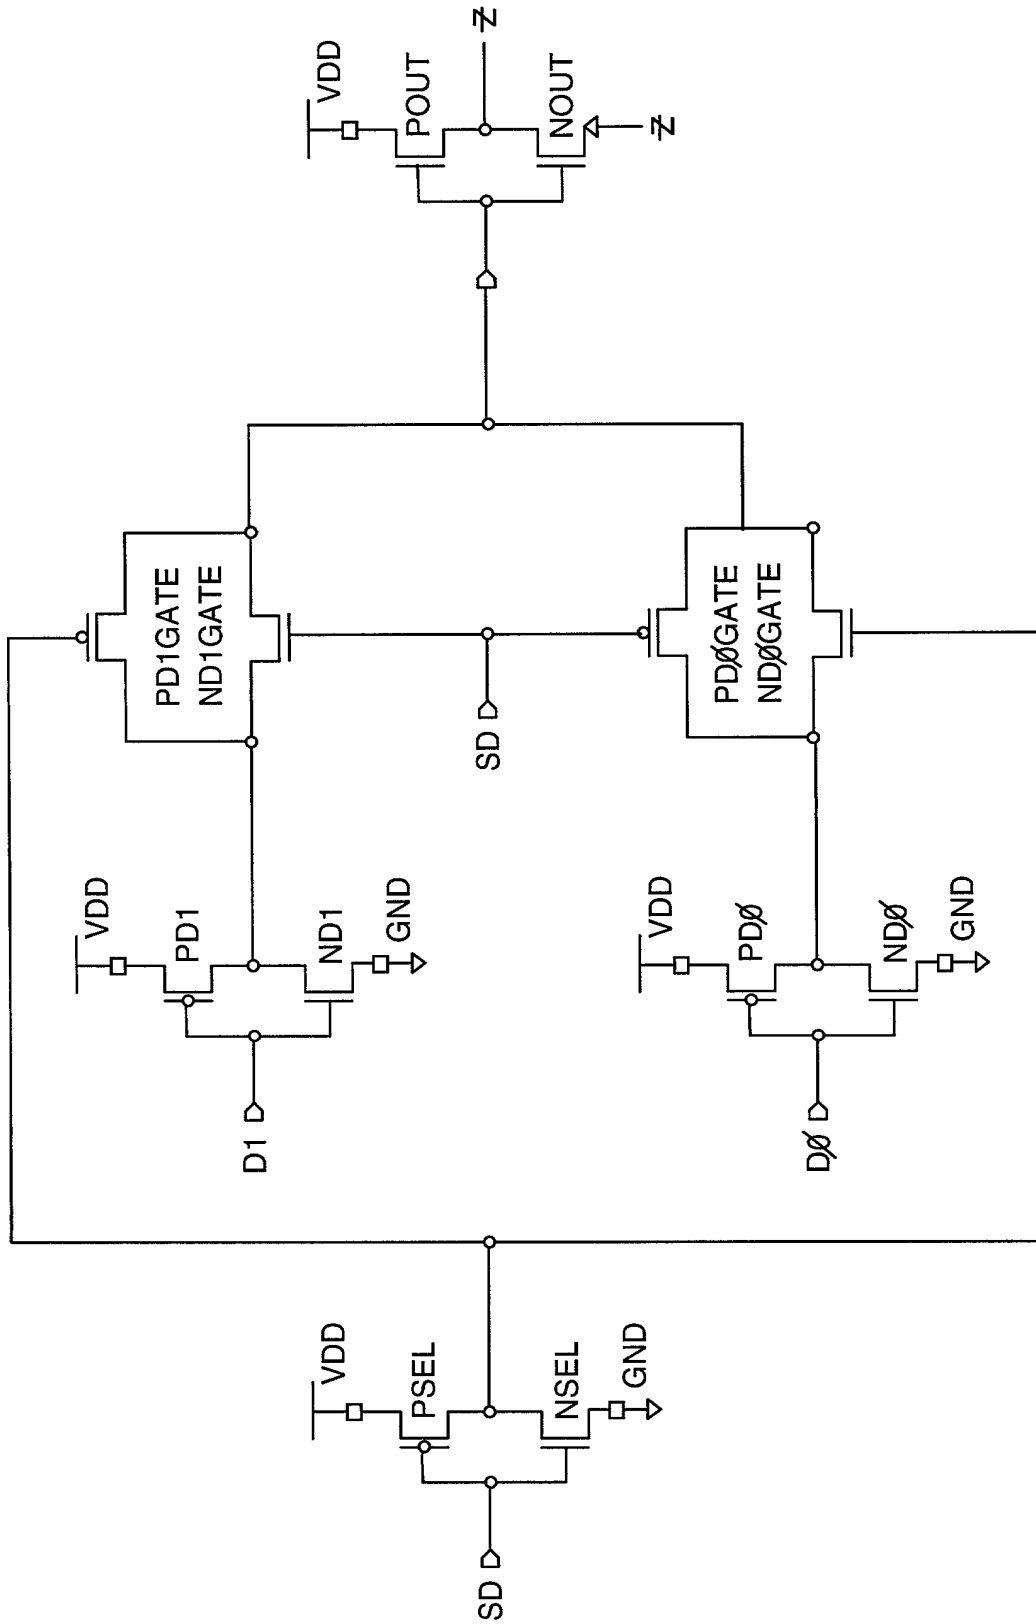 SD
VDD
PSEL
NSEL
GND
D1
VDD
PD1
ND1
GND
DØ
VDD
PDØ
NDØ
GND
PD1GATE
ND1GATE
SD
PDØGATE
NDØGATE
VDD
POUT
NOUT
Ƶ
Ƶ